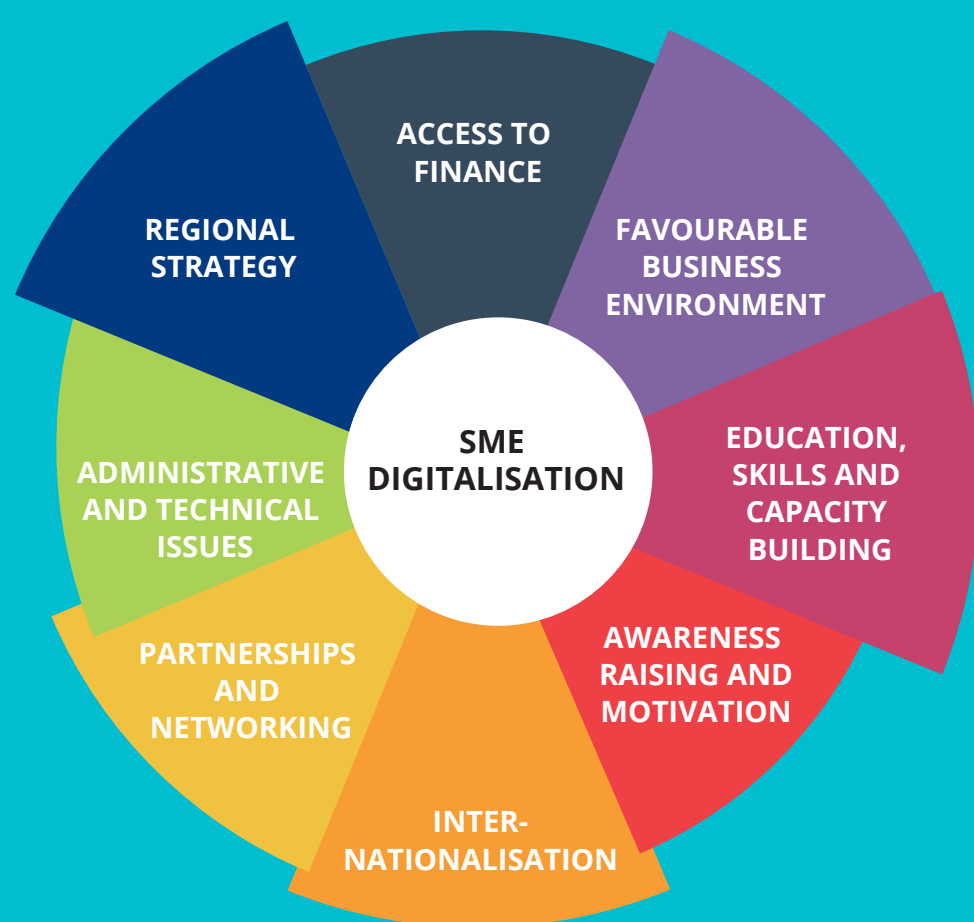 ACCESS TO
FINANCE
FAVOURABLE
BUSINESS
ENVIRONMENT
EDUCATION,
SKILLS AND
CAPACITY
BUILDING
AWARENESS
RAISING AND
MOTIVATION
INTER-
NATIONALISATION
PARTNERSHIPS
AND
NETWORKING
ADMINISTRATIVE
AND TECHNICAL
ISSUES
REGIONAL
STRATEGY
SME
DIGITALISATION